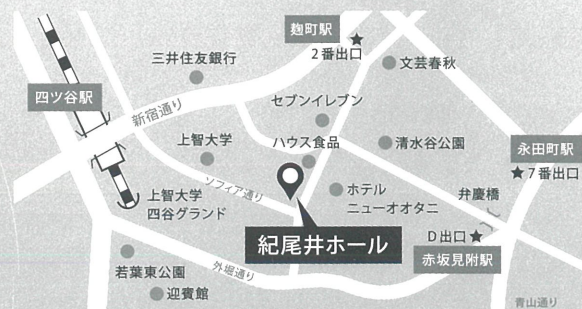 麹町駅
2番出口
三井住友銀行
文芸春秋
四ツ谷駅
セブンイレブン
新宿通り
上智大学
ハウス食品
清水谷公園
永田町駅
7番出口
ソフィア通り
上智大学
四谷グランド
ホテル
ニューオオタニ
弁慶橋
紀尾井ホール
D出口
赤坂見附駅
若葉東公園
外堀通り
迎賓館
青山通り